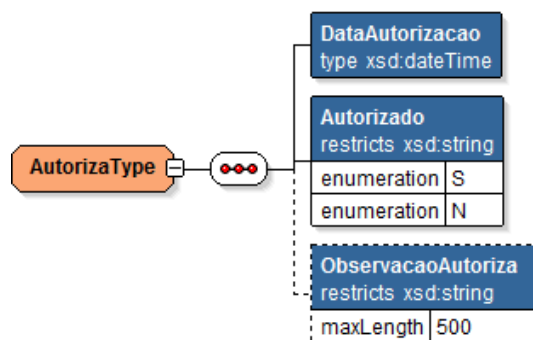 DataAutorizacao
type xsd:dateTime
Autorizado
restricts xsd:string
AutorizaType
enumeration S
enumeration N
ObservacaoAutoriza
restricts xsd:string
maxLength 500